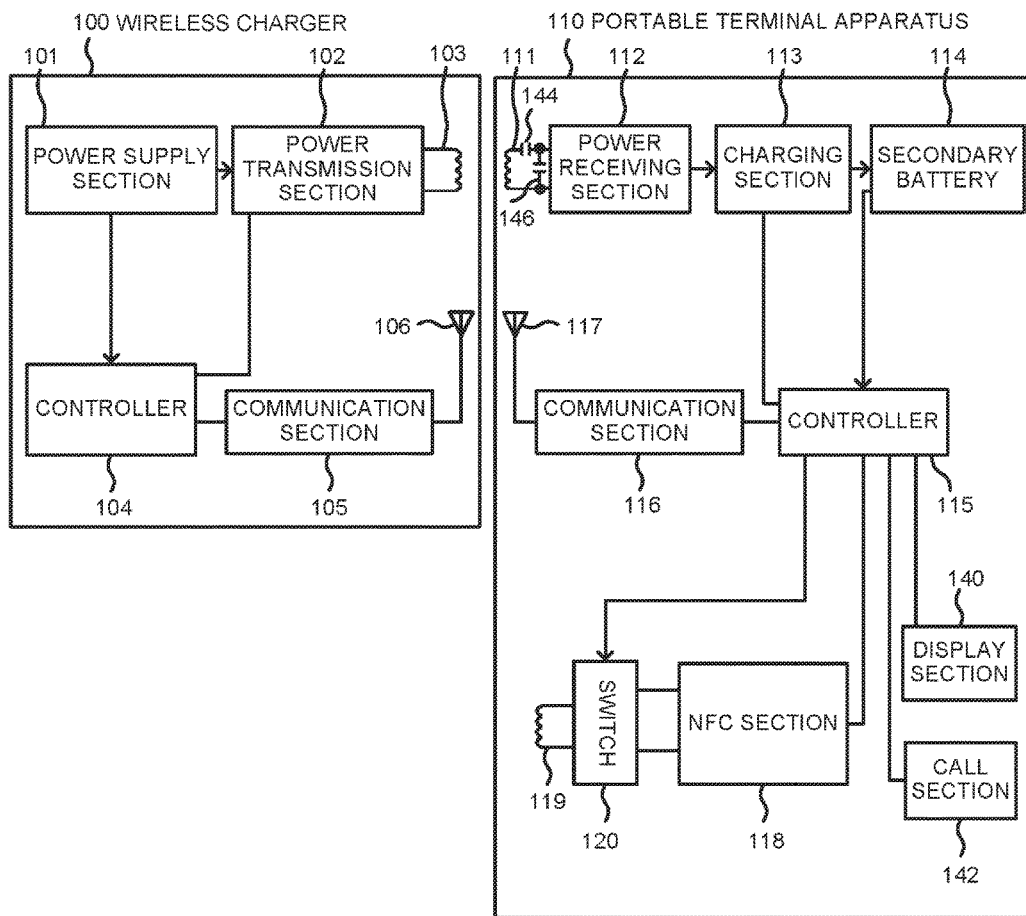 100 WIRELESS CHARGER
101
102
103
POWER SUPPLY
SECTION
POWER
TRANSMISSION
SECTION
106
CONTROLLER
COMMUNICATION
SECTION
104
105
110 PORTABLE TERMINAL APPARATUS
111
112
113
114
144
146
POWER
RECEIVING
SECTION
CHARGING
SECTION
SECONDARY
BATTERY
117
COMMUNICATION
SECTION
CONTROLLER
116
115
140
DISPLAY
SECTION
SWITCH
NFC SECTION
CALL
SECTION
119
120
118
142